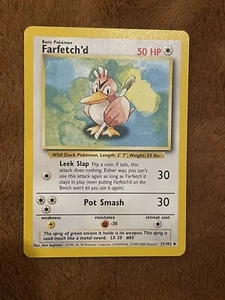 Basic Pokémon
Farfetch'd 50 HP
Wild Duck Pokémon. Length: 2' 7", Weight: 33 lbs.
Leek Slap Flip a coin. If tails, this
attack does nothing. Either way, you can't
use this attack again as long as Farfetch'd
stays in play (even putting Farfetch'd on
the Bench won't let you use it again).
30
Pot Smash 30
weakness resistance retreat cost
-30
The sprig of green onions it holds is its weapon. This sprig is
used much like a metal sword. LV. 20 #83
27/102